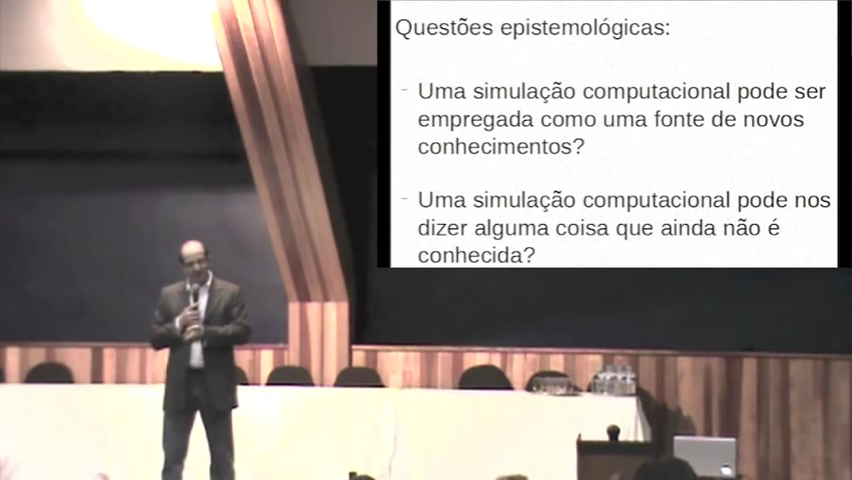 Questões epistemológicas:
- Uma simulação computacional pode ser
empregada como uma fonte de novos
conhecimentos?
- Uma simulação computacional pode nos
dizer alguma coisa que ainda não é
conhecida?